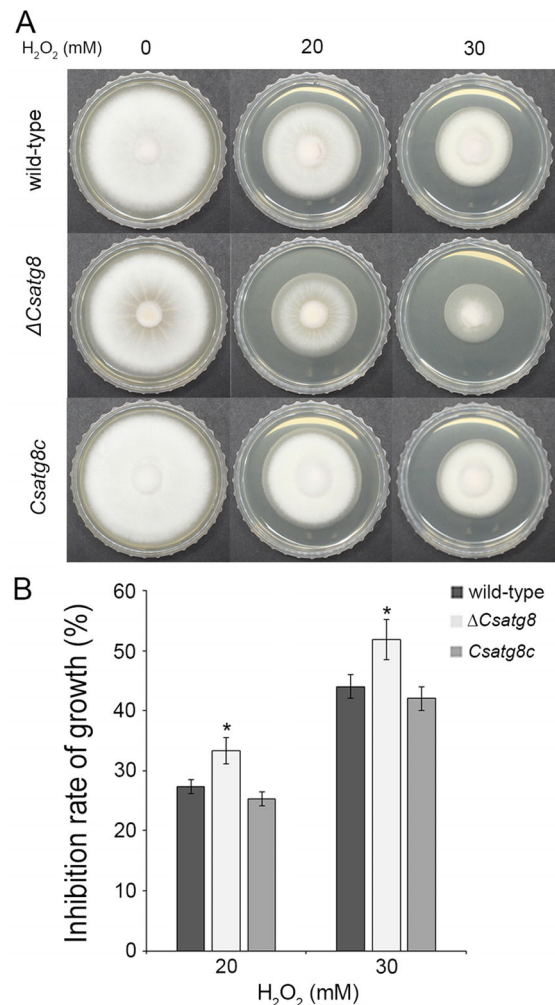 A
H₂O₂ (mM) 0 20 30
wild-type
ΔCsatg8
Csatg8c
B
Inhibition rate of growth (%)
60
50
40
30
20
10
0
*
*
wild-type
ΔCsatg8
Csatg8c
20 30
H₂O₂ (mM)